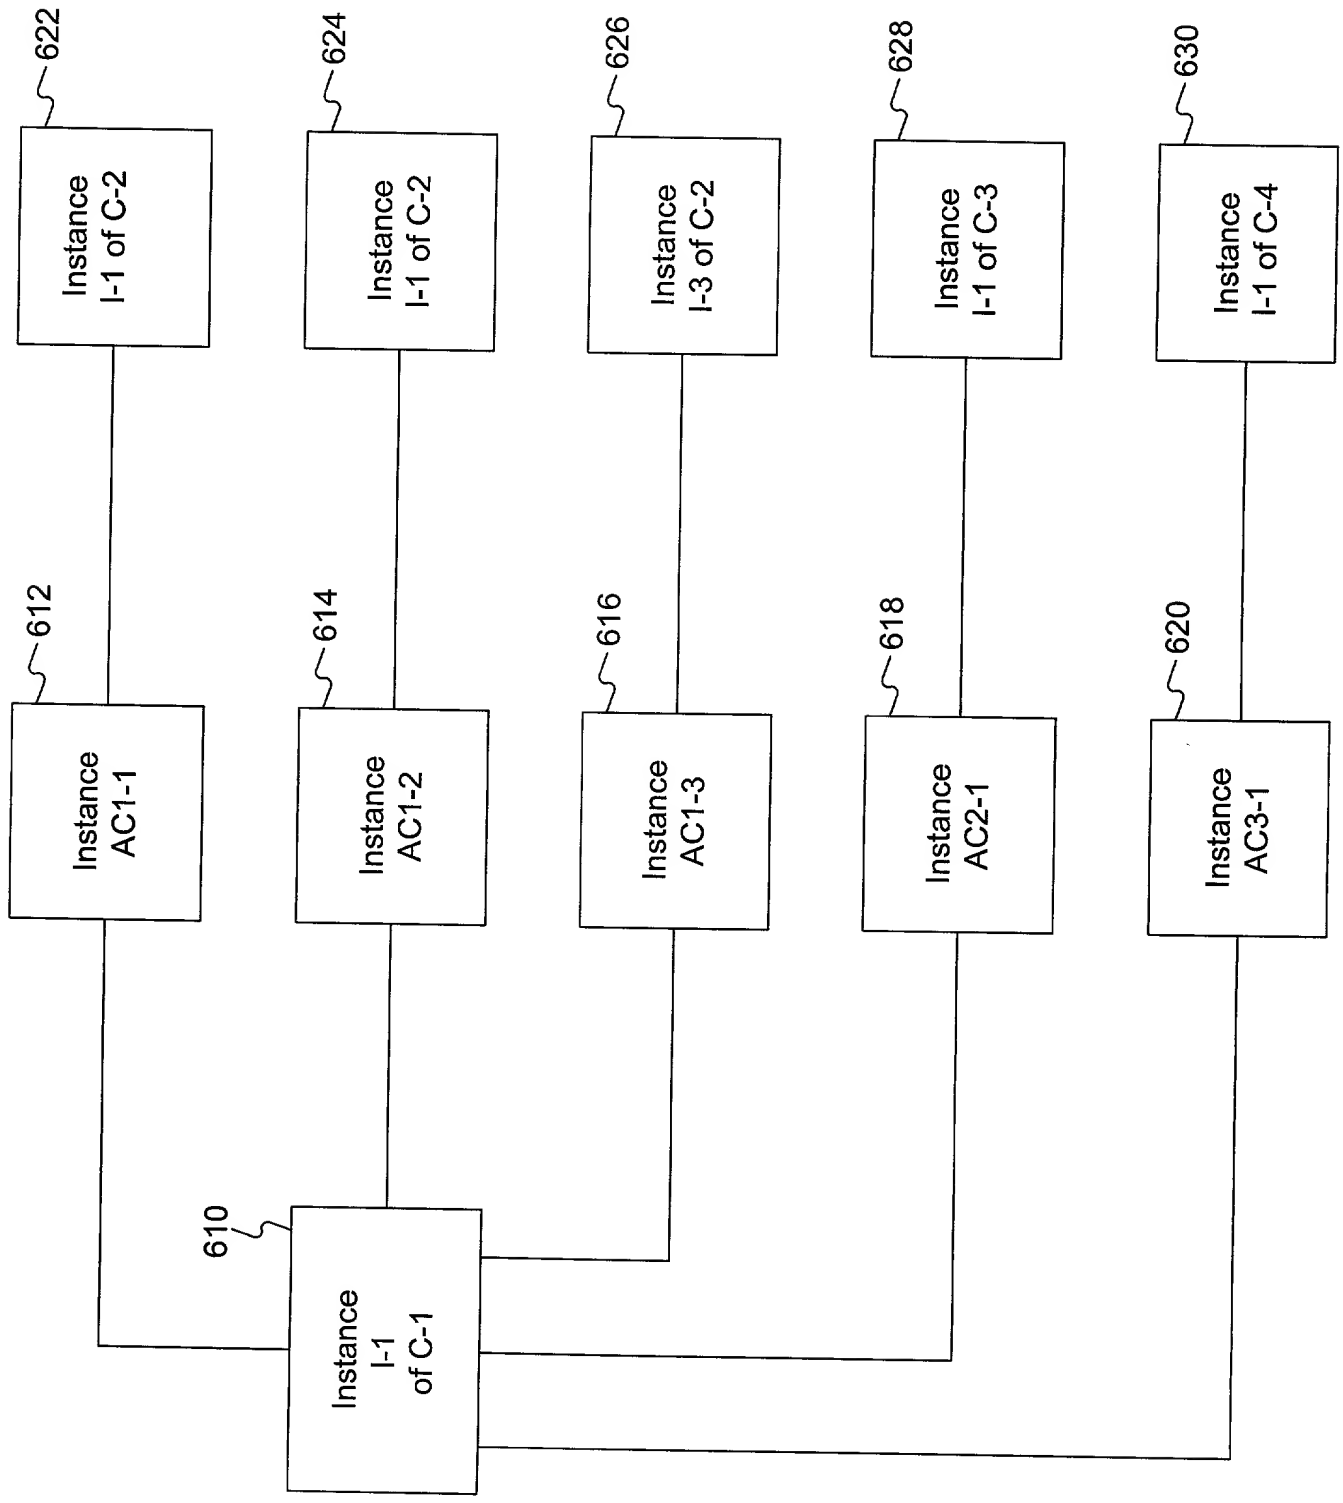 610
Instance
I-1
of C-1
612
Instance
AC1-1
622
Instance
I-1 of C-2
614
Instance
AC1-2
624
Instance
I-1 of C-2
616
Instance
AC1-3
626
Instance
I-3 of C-2
618
Instance
AC2-1
628
Instance
I-1 of C-3
620
Instance
AC3-1
630
Instance
I-1 of C-4